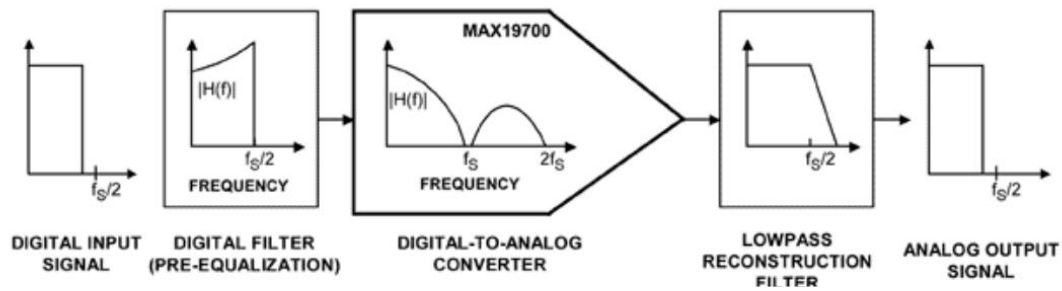 MAX19700
|H(f)|
|H(f)|
fS/2
fS/2
fS
2fS
fS/2
fS/2
FREQUENCY
FREQUENCY
DIGITAL INPUT
SIGNAL
DIGITAL FILTER
(PRE-EQUALIZATION)
DIGITAL-TO-ANALOG
CONVERTER
LOWPASS
RECONSTRUCTION
FILTER
ANALOG OUTPUT
SIGNAL